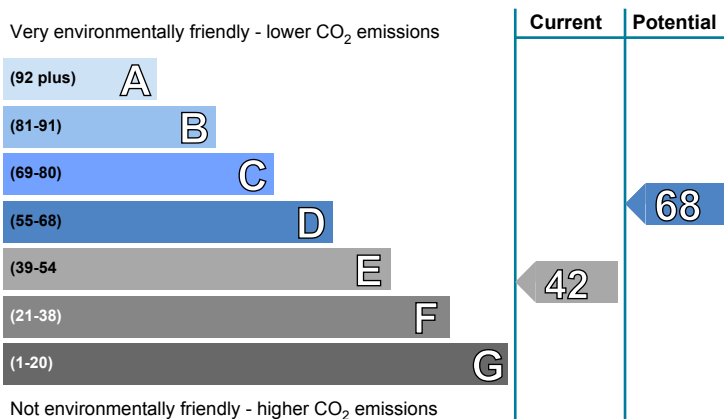 Current Potential
Very environmentally friendly - lower CO2 emissions
(92 plus) A
(81-91) B
(69-80) C
(55-68) D
68
(39-54 E
42
(21-38) F
(1-20) G
Not environmentally friendly - higher CO2 emissions